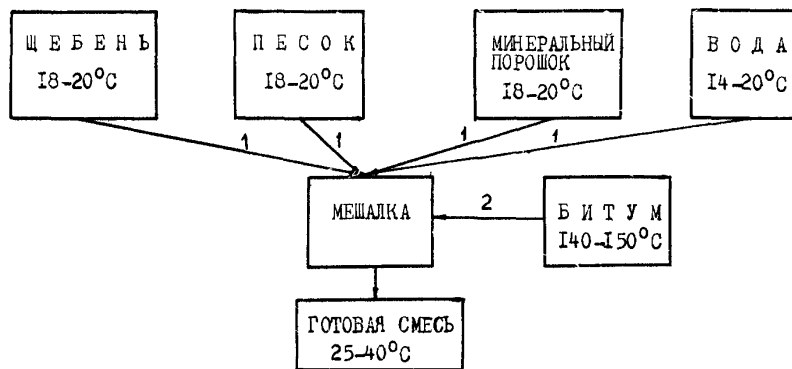 ЩЕБЕНЬ
18-20°C
ПЕСОК
18-20°C
МИНЕРАЛЬНЫЙ
ПОРОШОК
18-20°C
ВОДА
14-20°C
1
1
1
1
МЕШАЛКА
2
БИТУМ
140-150°C
ГОТОВАЯ СМЕСЬ
25-40°C